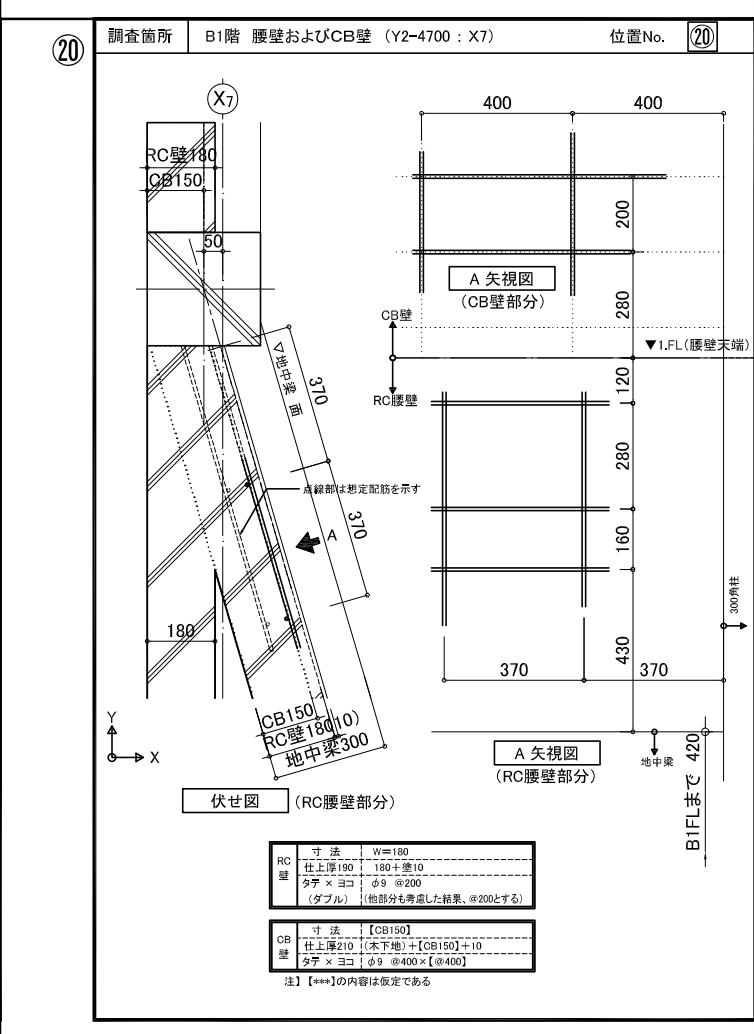 ⑳
調査箇所 B1階 腰壁およびCB壁 (Y2-4700 : X7) 位置No. ⑳
X7
RC壁180
CB150
50
▽地中梁 面
370
370
点線部は想定配筋を示す
A
180
CB150
RC壁180(10)
地中梁300
Y
X
伏せ図 (RC腰壁部分)
400 400
200
280
A 矢視図
(CB壁部分)
CB壁
▼1.FL(腰壁天端)
RC腰壁
120
280
160
430
300角柱
370 370
A 矢視図
(RC腰壁部分)
地中梁
B1FLまで 420
RC壁
寸 法 W=180
仕上厚190 180+塗10
タテ × ヨコ φ9 @200
(ダブル) (他部分も考慮した結果、@200とする)
CB壁
寸 法 【CB150】
仕上厚210 (木下地)+【CB150】+10
タテ × ヨコ φ9 @400×【@400】
注】【***】の内容は仮定である